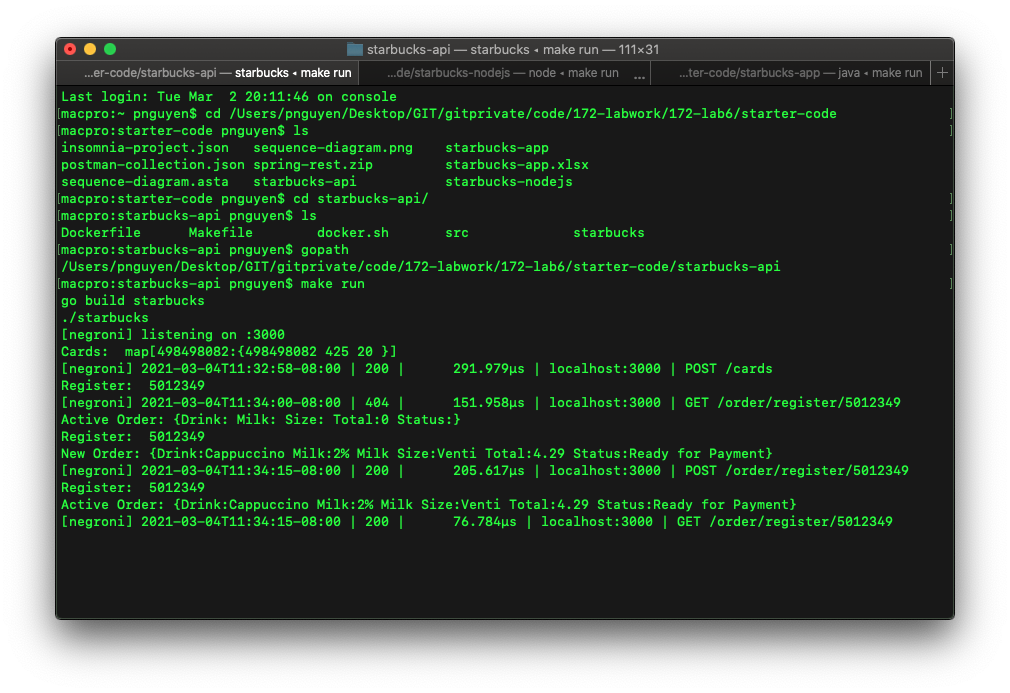 starbucks-api — starbucks ◂ make run — 111×31
...er-code/starbucks-api — starbucks ◂ make run ...de/starbucks-nodejs — node ◂ make run ... ...ter-code/starbucks-app — java ◂ make run +
Last login: Tue Mar  2 20:11:46 on console
[macpro:~ pnguyen$ cd /Users/pnguyen/Desktop/GIT/gitprivate/code/172-labwork/172-lab6/starter-code ]
[macpro:starter-code pnguyen$ ls ]
insomnia-project.json   sequence-diagram.png    starbucks-app
postman-collection.json spring-rest.zip         starbucks-app.xlsx
sequence-diagram.asta   starbucks-api           starbucks-nodejs
[macpro:starter-code pnguyen$ cd starbucks-api/ ]
[macpro:starbucks-api pnguyen$ ls ]
Dockerfile      Makefile        docker.sh       src             starbucks
[macpro:starbucks-api pnguyen$ gopath ]
/Users/pnguyen/Desktop/GIT/gitprivate/code/172-labwork/172-lab6/starter-code/starbucks-api
[macpro:starbucks-api pnguyen$ make run ]
go build starbucks
./starbucks
[negroni] listening on :3000
Cards:  map[498498082:{498498082 425 20 }]
[negroni] 2021-03-04T11:32:58-08:00 | 200 |      291.979µs | localhost:3000 | POST /cards
Register:  5012349
[negroni] 2021-03-04T11:34:00-08:00 | 404 |      151.958µs | localhost:3000 | GET /order/register/5012349
Active Order: {Drink: Milk: Size: Total:0 Status:}
Register:  5012349
New Order: {Drink:Cappuccino Milk:2% Milk Size:Venti Total:4.29 Status:Ready for Payment}
[negroni] 2021-03-04T11:34:15-08:00 | 200 |      205.617µs | localhost:3000 | POST /order/register/5012349
Register:  5012349
Active Order: {Drink:Cappuccino Milk:2% Milk Size:Venti Total:4.29 Status:Ready for Payment}
[negroni] 2021-03-04T11:34:15-08:00 | 200 |      76.784µs | localhost:3000 | GET /order/register/5012349